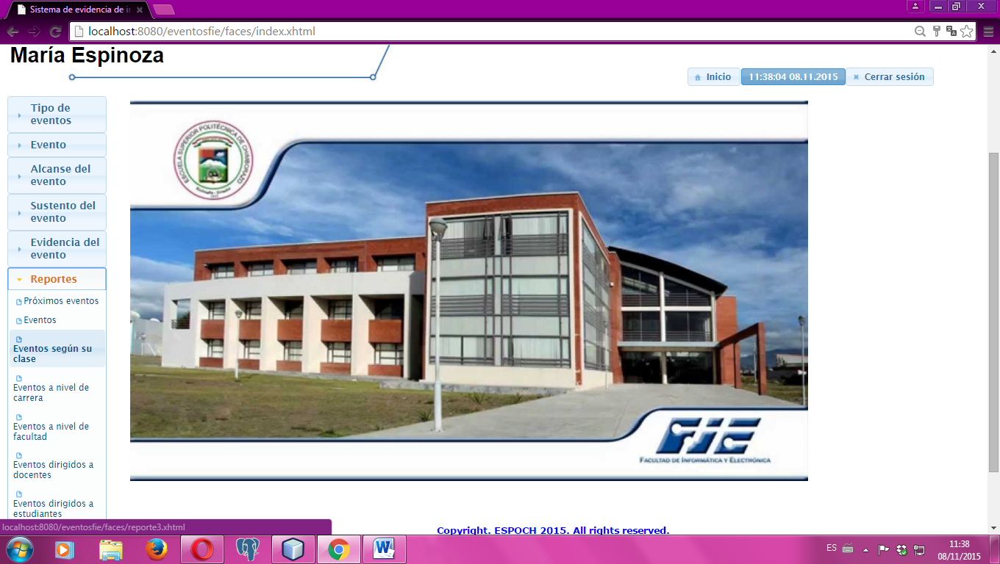 Sistema de evidencia de i
localhost:8080/eventosfie/faces/index.xhtml
María Espinoza
Inicio
11:38:04 08.11.2015
Cerrar sesión
Tipo de
eventos
Evento
Alcanse del
evento
Sustento del
evento
Evidencia del
evento
Reportes
Próximos eventos
Eventos
Eventos según su
clase
Eventos a nivel de
carrera
Eventos a nivel de
facultad
Eventos dirigidos a
docentes
Eventos dirigidos a
estudiantes
ESCUELA SUPERIOR POLITÉCNICA DE CHIMBORAZO
FIE
FACULTAD DE INFORMÁTICA Y ELECTRÓNICA
localhost:8080/eventosfie/faces/reporte3.xhtml
Copyright. ESPOCH 2015. All rights reserved.
ES
11:38
08/11/2015